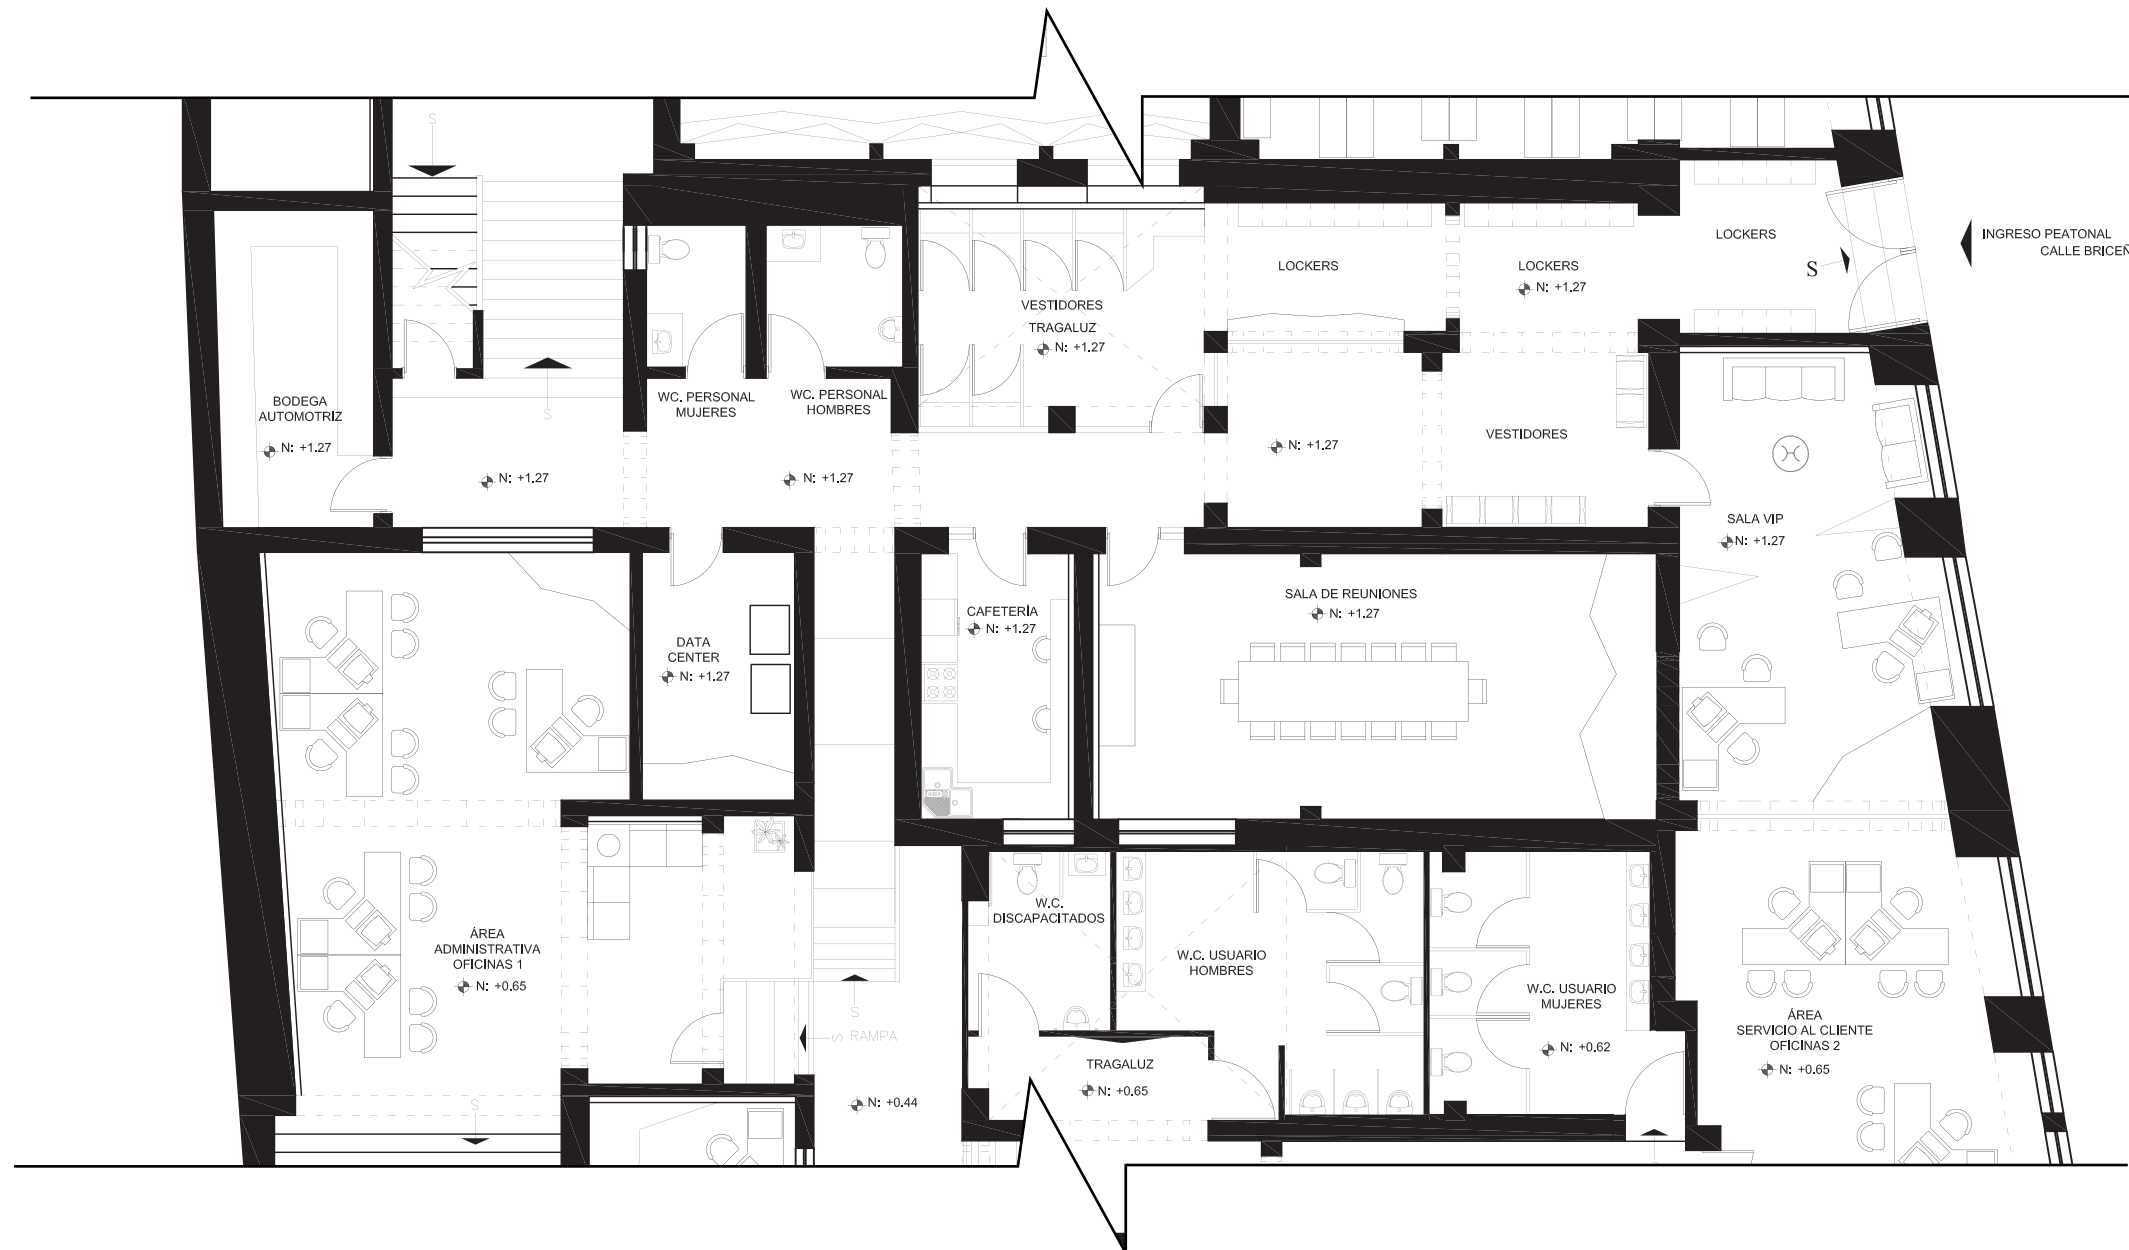 S
LOCKERS
INGRESO PEATONAL
CALLE BRICEÑ
S
LOCKERS
LOCKERS
N: +1.27
VESTIDORES
TRAGALUZ
N: +1.27
BODEGA
AUTOMOTRIZ
N: +1.27
S
WC. PERSONAL
MUJERES
WC. PERSONAL
HOMBRES
N: +1.27
N: +1.27
N: +1.27
VESTIDORES
SALA VIP
N: +1.27
CAFETERÍA
N: +1.27
SALA DE REUNIONES
N: +1.27
DATA
CENTER
N: +1.27
ÁREA
ADMINISTRATIVA
OFICINAS 1
N: +0.65
W.C.
DISCAPACITADOS
W.C. USUARIO
HOMBRES
W.C. USUARIO
MUJERES
N: +0.62
ÁREA
SERVICIO AL CLIENTE
OFICINAS 2
N: +0.65
S
S RAMPA
TRAGALUZ
N: +0.65
N: +0.44
S